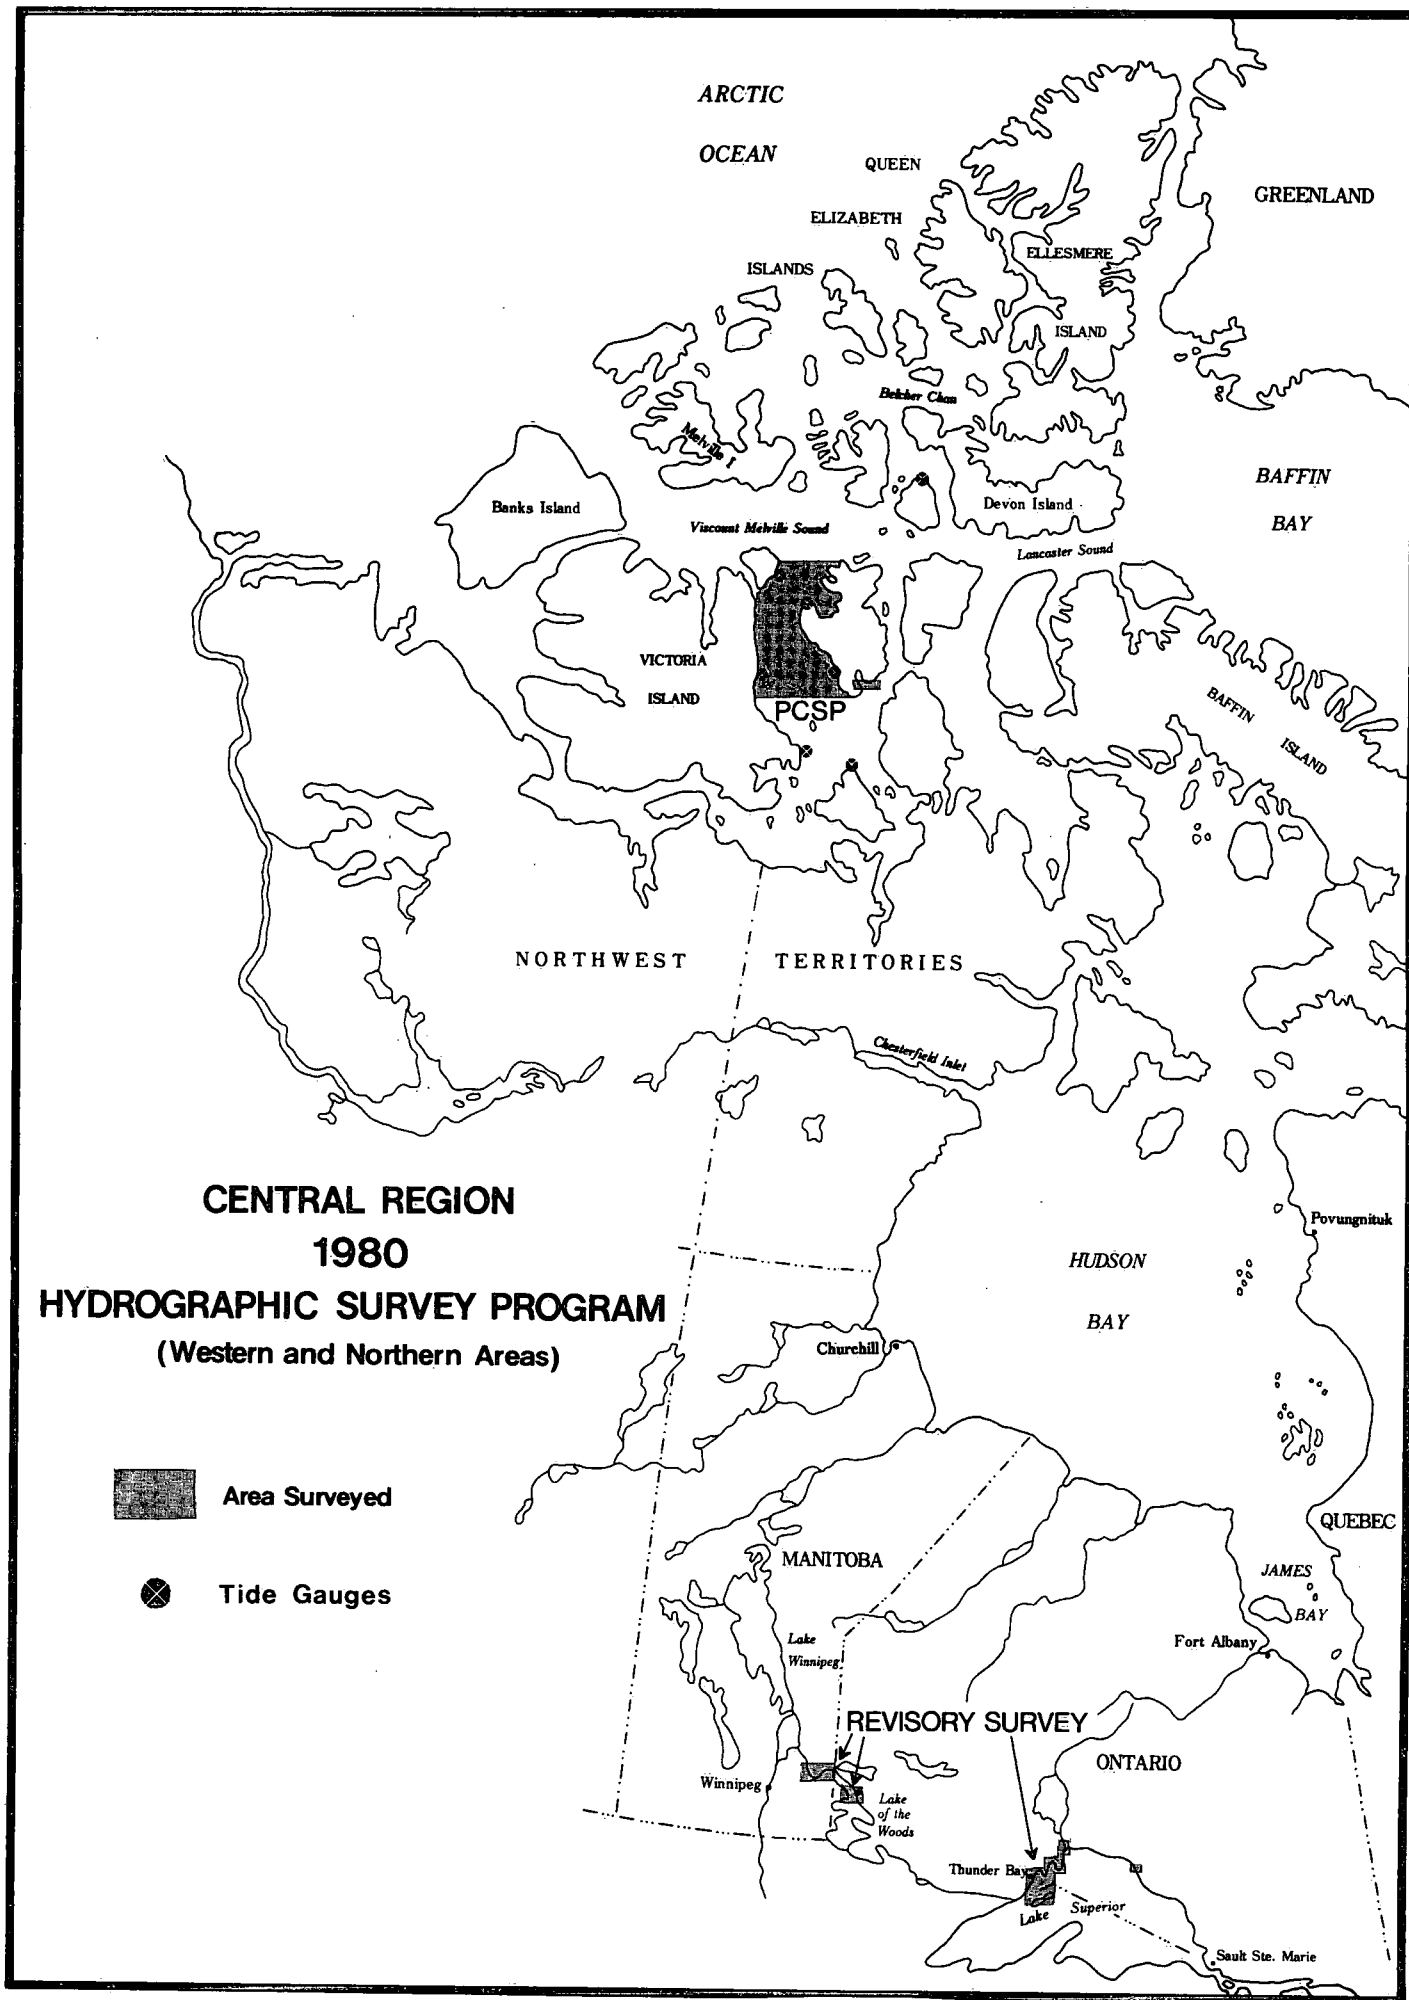 ARCTIC
OCEAN
QUEEN
ELIZABETH
ISLANDS
GREENLAND
ELLESMERE
ISLAND
Belcher Chan
Melville I
Banks Island
Devon Island
BAFFIN
BAY
Viscount Melville Sound
Lancaster Sound
VICTORIA
ISLAND
PCSP
BAFFIN
ISLAND
NORTHWEST TERRITORIES
Chesterfield Inlet
CENTRAL REGION
1980
HYDROGRAPHIC SURVEY PROGRAM
(Western and Northern Areas)
Povungnituk
HUDSON
BAY
Churchill
Area Surveyed
Tide Gauges
MANITOBA
QUEBEC
JAMES
BAY
Lake
Winnipeg
Fort Albany
REVISORY SURVEY
ONTARIO
Winnipeg
Lake
of the
Woods
Thunder Bay
Lake Superior
Sault Ste. Marie